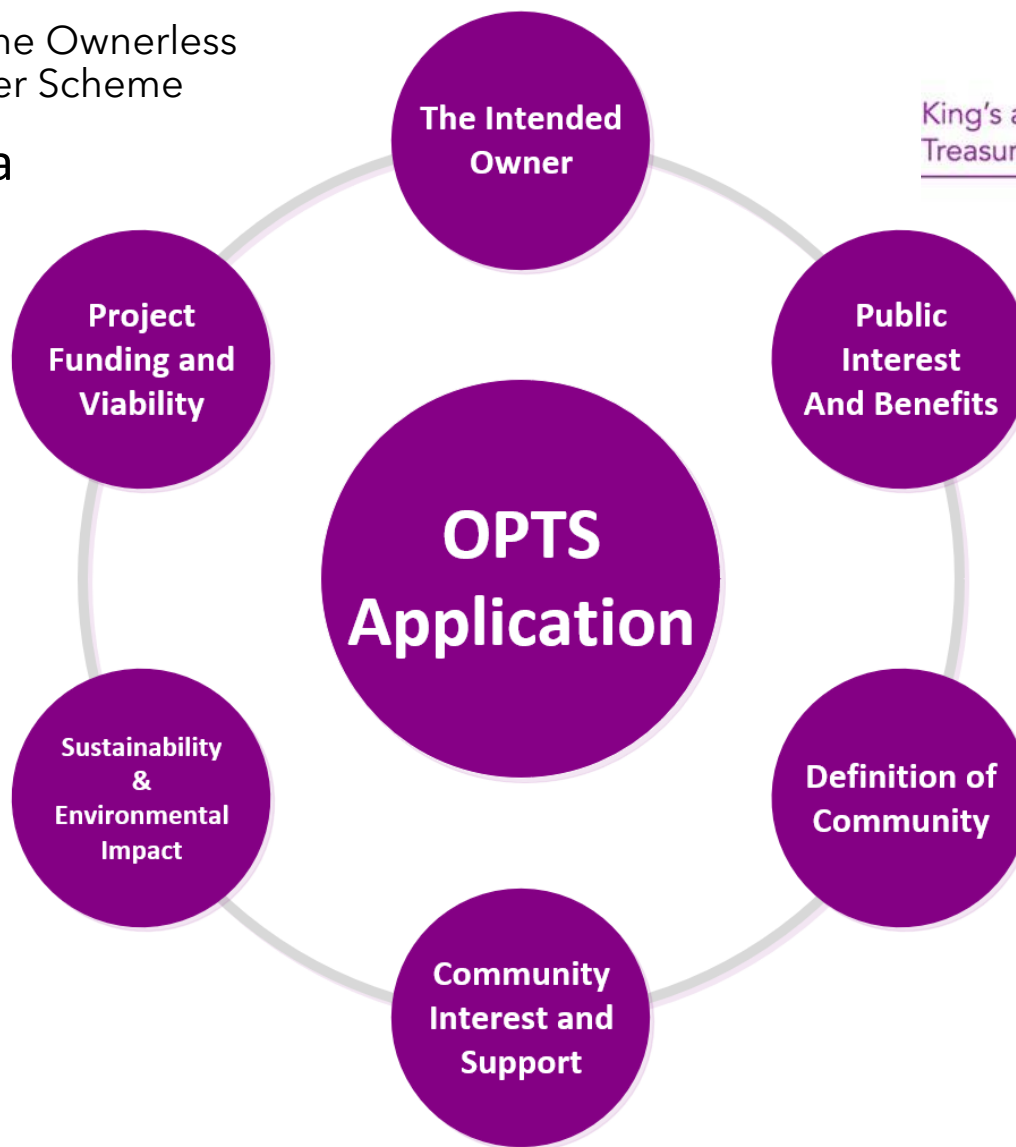 ne Ownerless
er Scheme
a
King's a
Treasur
The Intended
Owner
Project
Funding and
Viability
Public
Interest
And Benefits
OPTS
Application
Sustainability
&
Environmental
Impact
Definition of
Community
Community
Interest and
Support